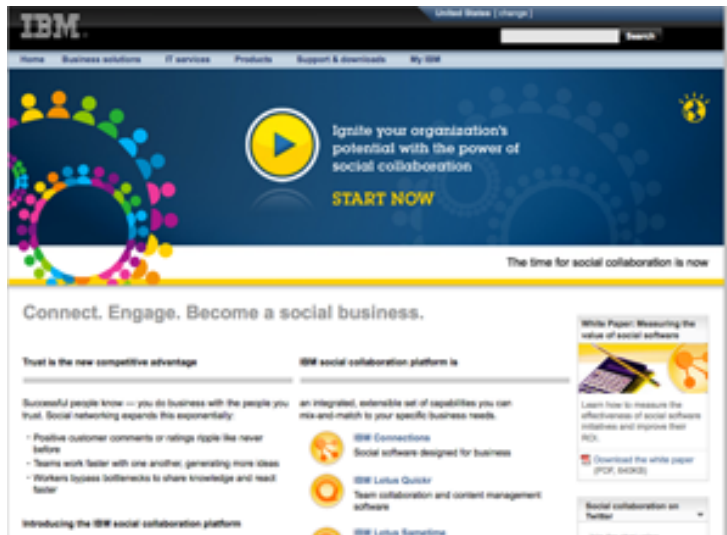 United States [ change ]
IBM.
Search
Home Business solutions IT services Products Support & downloads My IBM
Ignite your organization's
potential with the power of
social collaboration
START NOW
The time for social collaboration is now
Connect. Engage. Become a social business.
Trust is the new competitive advantage
Successful people know — you do business with the people you
trust. Social networking expands this exponentially:
- Positive customer comments or ratings ripple like never
before
- Teams work faster with one another, generating more ideas
- Workers bypass bottlenecks to share knowledge and react
faster
Introducing the IBM social collaboration platform
IBM social collaboration platform is
an integrated, extensible set of capabilities you can
mix-and-match to your specific business needs.
IBM Connections
Social software designed for business
IBM Lotus Quickr
Team collaboration and content management
software
IBM Lotus Sametime
White Paper: Measuring the
value of social software
Learn how to measure the
effectiveness of social software
initiatives and improve their
ROI.
Download the white paper
(PDF, 640KB)
Social collaboration on
Twitter